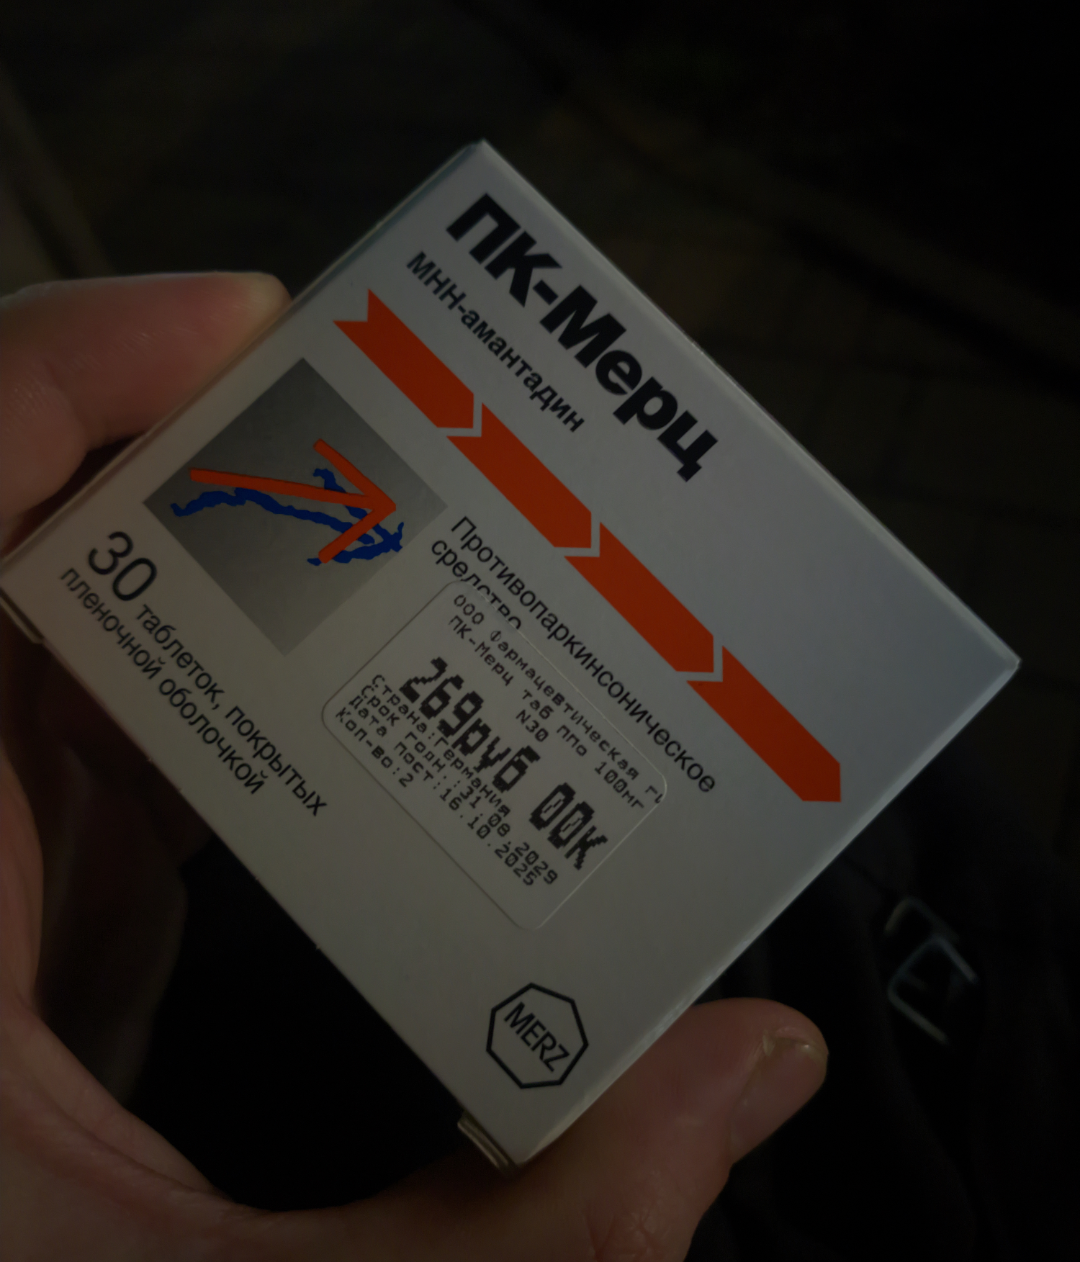 ПК-Мерц
МНН-амантадин
Противопаркинсоническое
средство
ООО Фармацевтическая
ПК-Мерц таб ппо 100мг
N30
269руб 00к
Страна:Германия
Срок годн.:31.08.2029
Дата пост:16.10.2025
Кол-во:2
30 таблеток, покрытых
пленочной оболочкой
MERZ